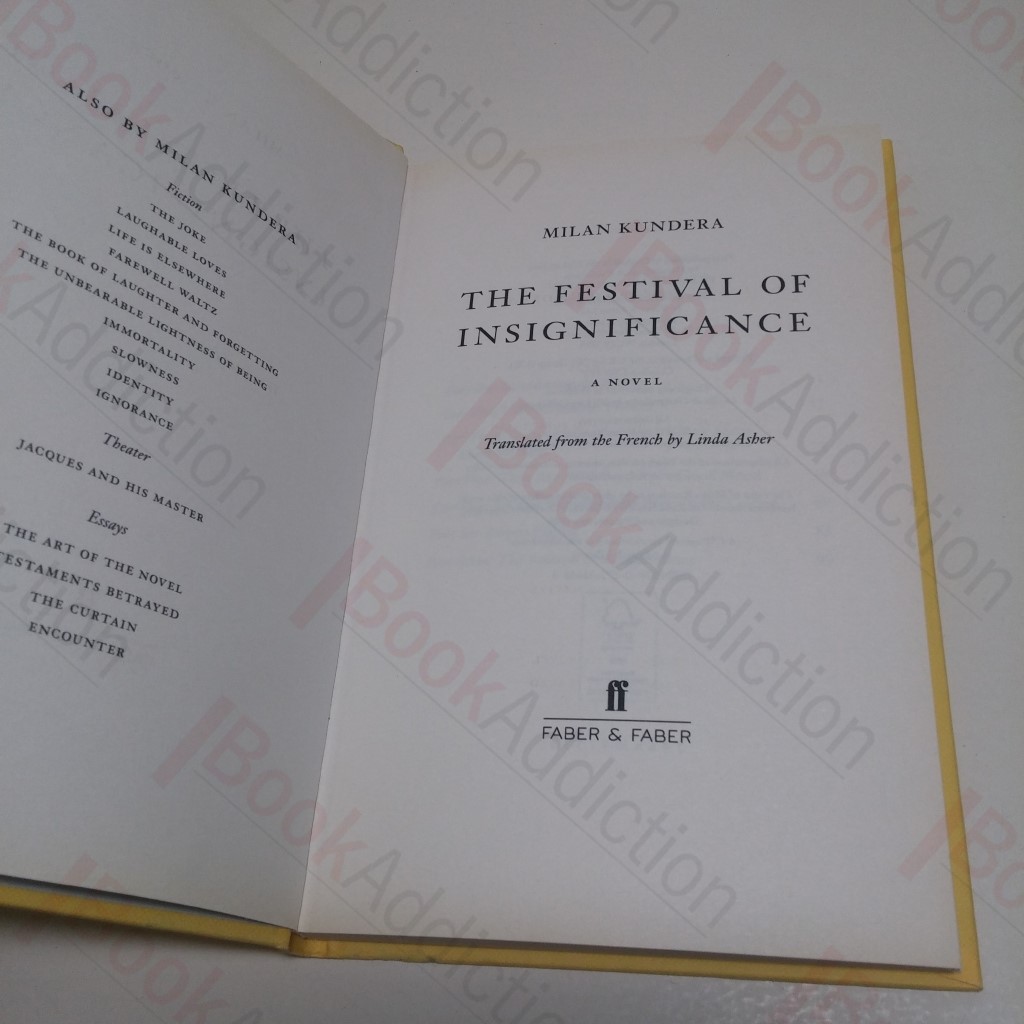 ALSO BY MILAN KUNDERA
Fiction
THE JOKE
LAUGHABLE LOVES
LIFE IS ELSEWHERE
FAREWELL WALTZ
THE BOOK OF LAUGHTER AND FORGETTING
THE UNBEARABLE LIGHTNESS OF BEING
IMMORTALITY
SLOWNESS
IDENTITY
IGNORANCE
Theater
JACQUES AND HIS MASTER
Essays
THE ART OF THE NOVEL
TESTAMENTS BETRAYED
THE CURTAIN
ENCOUNTER
MILAN KUNDERA
THE FESTIVAL OF
INSIGNIFICANCE
A NOVEL
Translated from the French by Linda Asher
ff
FABER & FABER
BookAddiction